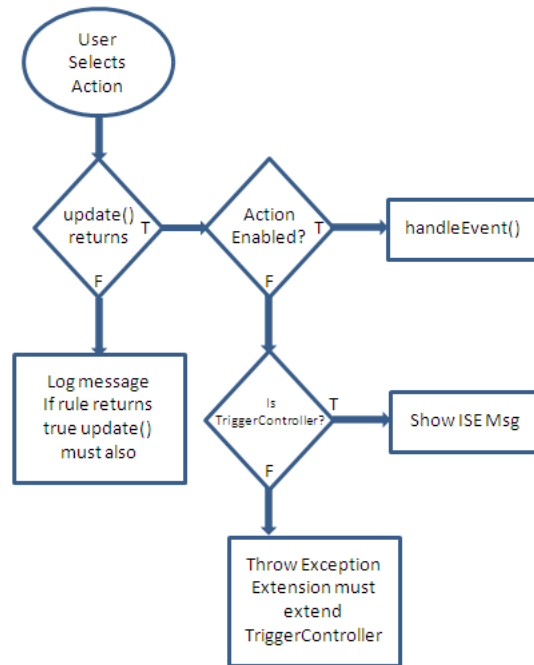 User
Selects
Action
update()
returns
T
F
Action
Enabled?
T
F
handleEvent()
Log message
If rule returns
true update()
must also
Is
TriggerController?
T
F
Show ISE Msg
Throw Exception
Extension must
extend
TriggerController